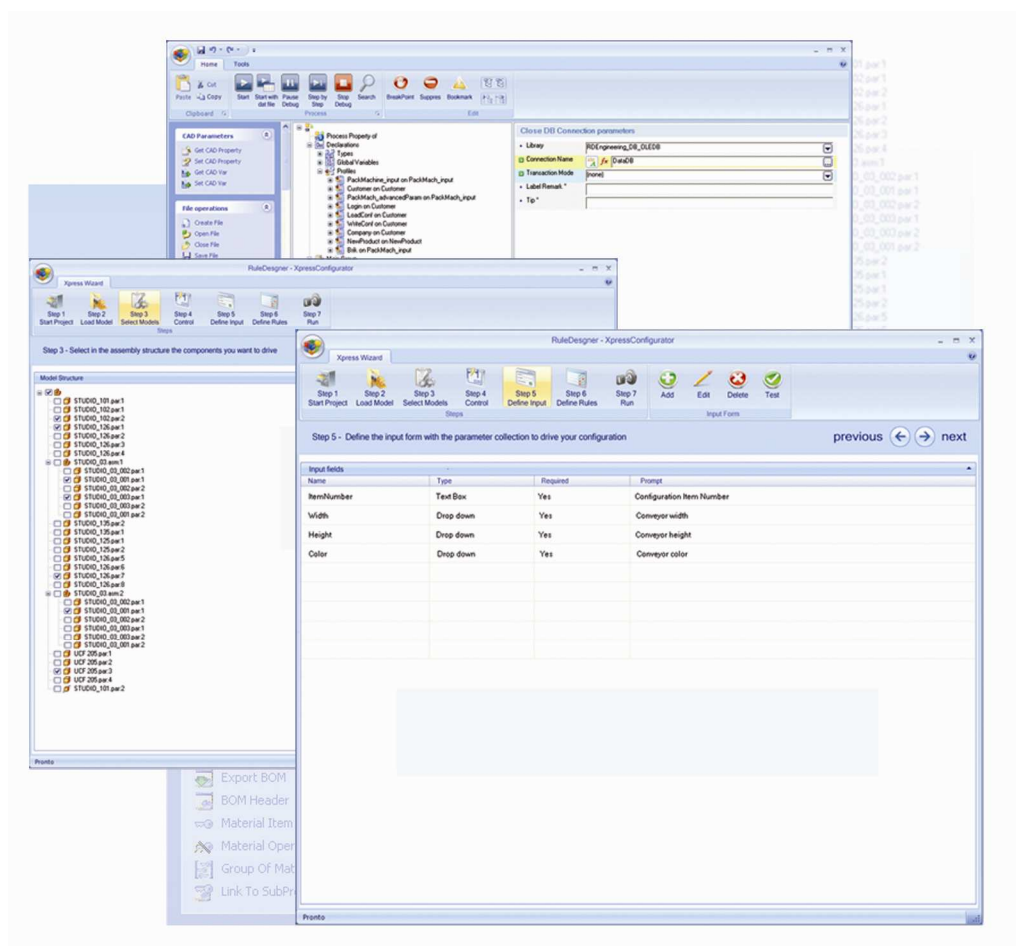 Home Tools
Paste Cut Copy Start Start with dat file Pause Debug Step by Step Stop Debug Search BreakPoint Suppres Bookmark
Clipboard Process Edit
CAD Parameters
Get CAD Property
Set CAD Property
Get CAD Var
Set CAD Var
File operations
Create File
Open File
Close File
Save File
Process Property of
Declarations
Types
Global Variables
Profiles
PackMachine_input on PackMach_input
Customer on Customer
PackMach_advancedParam on PackMach_input
Login on Customer
LoadConf on Customer
WriteConf on Customer
Company on Customer
NewProduct on NewProduct
Brik on PackMach_input
Main Group
Close DB Connection parameters
Library RDEngineering_DB_OLEDB
Connection Name fx DataDB
Transaction Mode (none)
Label Remark *
Tip *
RuleDesgner - XpressConfigurator
Xpress Wizard
Step 1 Start Project Step 2 Load Model Step 3 Select Models Step 4 Control Step 5 Define Input Step 6 Define Rules Step 7 Run
Steps
Step 3 - Select in the assembly structure the components you want to drive
Model Structure
STUDIO_101.par:1
STUDIO_102.par:1
STUDIO_102.par:2
STUDIO_126.par:1
STUDIO_126.par:2
STUDIO_126.par:3
STUDIO_126.par:4
STUDIO_03.asm:1
STUDIO_03_002.par:1
STUDIO_03_001.par:1
STUDIO_03_002.par:2
STUDIO_03_003.par:1
STUDIO_03_003.par:2
STUDIO_03_001.par:2
STUDIO_135.par:2
STUDIO_135.par:1
STUDIO_125.par:1
STUDIO_125.par:2
STUDIO_126.par:5
STUDIO_126.par:6
STUDIO_126.par:7
STUDIO_126.par:8
STUDIO_03.asm:2
STUDIO_03_002.par:1
STUDIO_03_001.par:1
STUDIO_03_002.par:2
STUDIO_03_003.par:1
STUDIO_03_003.par:2
STUDIO_03_001.par:2
UCF 205.par:1
UCF 205.par:2
UCF 205.par:3
UCF 205.par:4
STUDIO_101.par:2
Pronto
RuleDesgner - XpressConfigurator
Xpress Wizard
Step 1 Start Project Step 2 Load Model Step 3 Select Models Step 4 Control Step 5 Define Input Step 6 Define Rules Step 7 Run Add Edit Delete Test
Steps Input Form
Step 5 - Define the input form with the parameter collection to drive your configuration previous next
Input fields
Name Type Required Prompt
ItemNumber Text Box Yes Configuration Item Number
Width Drop down Yes Conveyor width
Height Drop down Yes Conveyor height
Color Drop down Yes Conveyor color
Pronto
Export BOM
BOM Header
Material Item
Material Oper
Group Of Mat
Link To SubPr